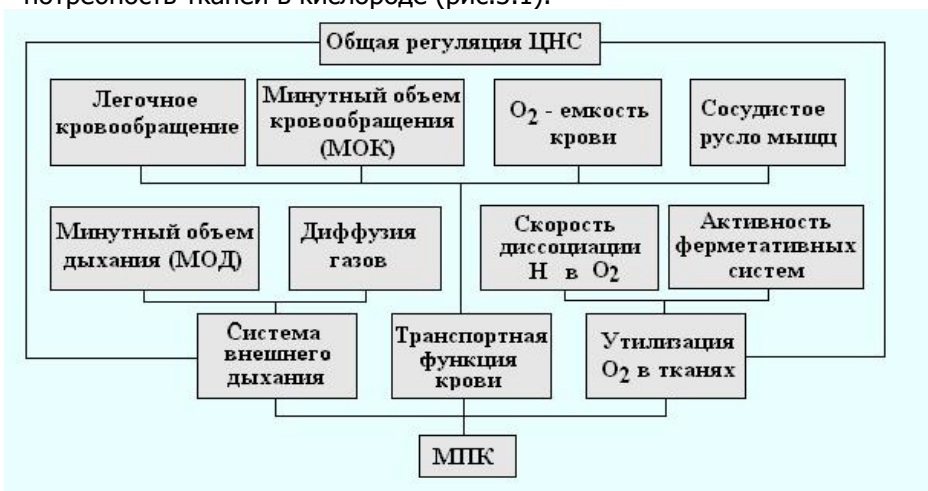 потребность тканей в кислороде (рис.5.1).
Общая регуляция ЦНС
Легочное
кровообращение
Минутный объем
кровообращения
(МОК)
O2 - емкость
крови
Сосудистое
русло мышц
Минутный объем
дыхания (МОД)
Диффузия
газов
Скорость
диссоциации
Н в O2
Активность
ферметативных
систем
Система
внешнего
дыхания
Транспортная
функция
крови
Утилизация
O2 в тканях
МПК